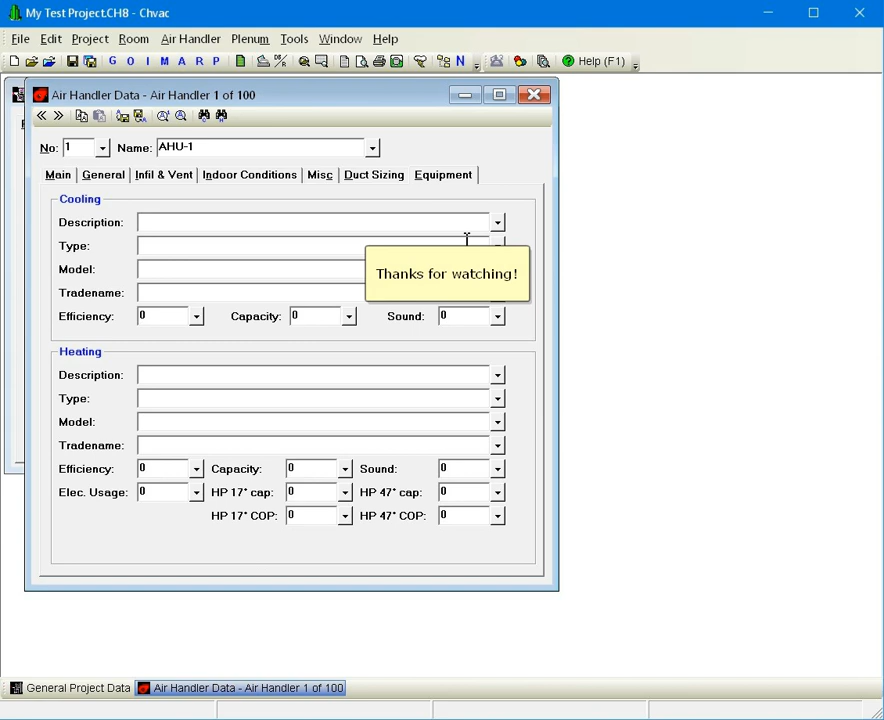 My Test Project.CH8 - Chvac
File Edit Project Room Air Handler Plenum Tools Window Help
G O I M A R P N Help (F1)
Air Handler Data - Air Handler 1 of 100
No: 1 Name: AHU-1
Main General Infil & Vent Indoor Conditions Misc Duct Sizing Equipment
Cooling
Description:
Type:
Model:
Thanks for watching!
Tradename:
Efficiency: 0 Capacity: 0 Sound: 0
Heating
Description:
Type:
Model:
Tradename:
Efficiency: 0 Capacity: 0 Sound: 0
Elec. Usage: 0 HP 17° cap: 0 HP 47° cap: 0
HP 17° COP: 0 HP 47° COP: 0
General Project Data Air Handler Data - Air Handler 1 of 100